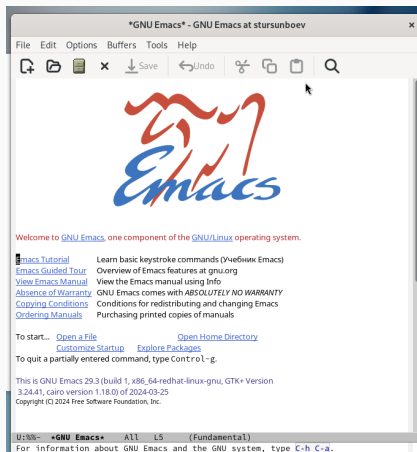 *GNU Emacs* - GNU Emacs at stursunboev ×
File Edit Options Buffers Tools Help
Save Undo
Emacs
Welcome to GNU Emacs, one component of the GNU/Linux operating system.
Emacs Tutorial Learn basic keystroke commands (Учебник Emacs)
Emacs Guided Tour Overview of Emacs features at gnu.org
View Emacs Manual View the Emacs manual using Info
Absence of Warranty GNU Emacs comes with ABSOLUTELY NO WARRANTY
Copying Conditions Conditions for redistributing and changing Emacs
Ordering Manuals Purchasing printed copies of manuals
To start... Open a File Open Home Directory
Customize Startup Explore Packages
To quit a partially entered command, type Control-g.
This is GNU Emacs 29.3 (build 1, x86_64-redhat-linux-gnu, GTK+ Version
3.24.41, cairo version 1.18.0) of 2024-03-25
Copyright (C) 2024 Free Software Foundation, Inc.
U:%%- *GNU Emacs* All L5 (Fundamental)
For information about GNU Emacs and the GNU system, type C-h C-a.